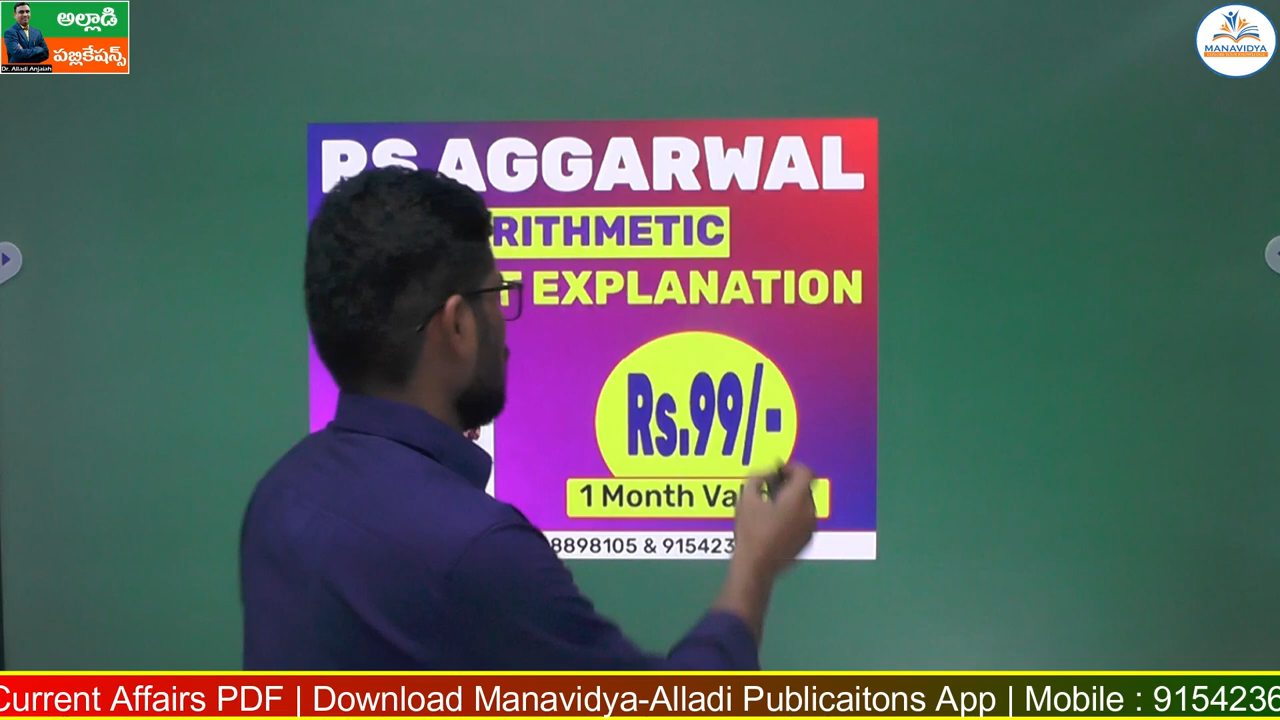 అల్లాడి
పబ్లికేషన్స్
Dr. Alladi Anjaiah
MANAVIDYA
RS AGGARWAL
RITHMETIC
T EXPLANATION
Rs.99/-
1 Month
8898105 & 915423
Current Affairs PDF | Download Manavidya-Alladi Publicaitons App | Mobile : 9154236